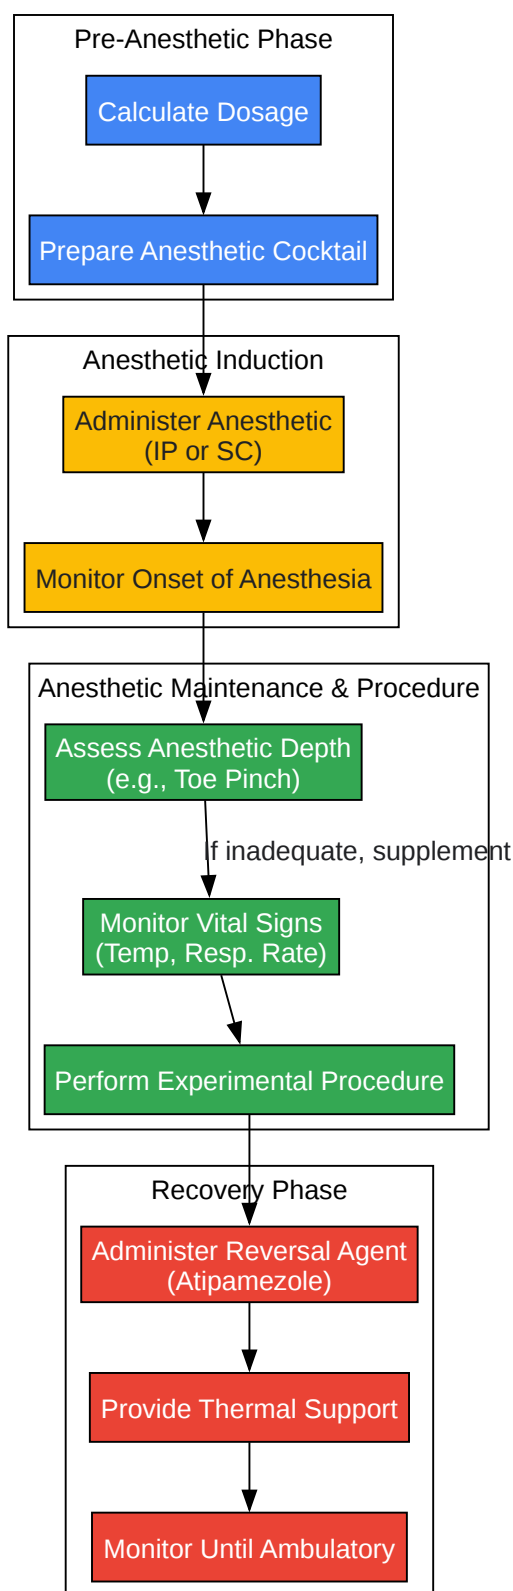 Pre-Anesthetic Phase
Calculate Dosage
Prepare Anesthetic Cocktail
Anesthetic Induction
Administer Anesthetic
(IP or SC)
Monitor Onset of Anesthesia
Anesthetic Maintenance & Procedure
Assess Anesthetic Depth
(e.g., Toe Pinch)
If inadequate, supplement
Monitor Vital Signs
(Temp, Resp. Rate)
Perform Experimental Procedure
Recovery Phase
Administer Reversal Agent
(Atipamezole)
Provide Thermal Support
Monitor Until Ambulatory